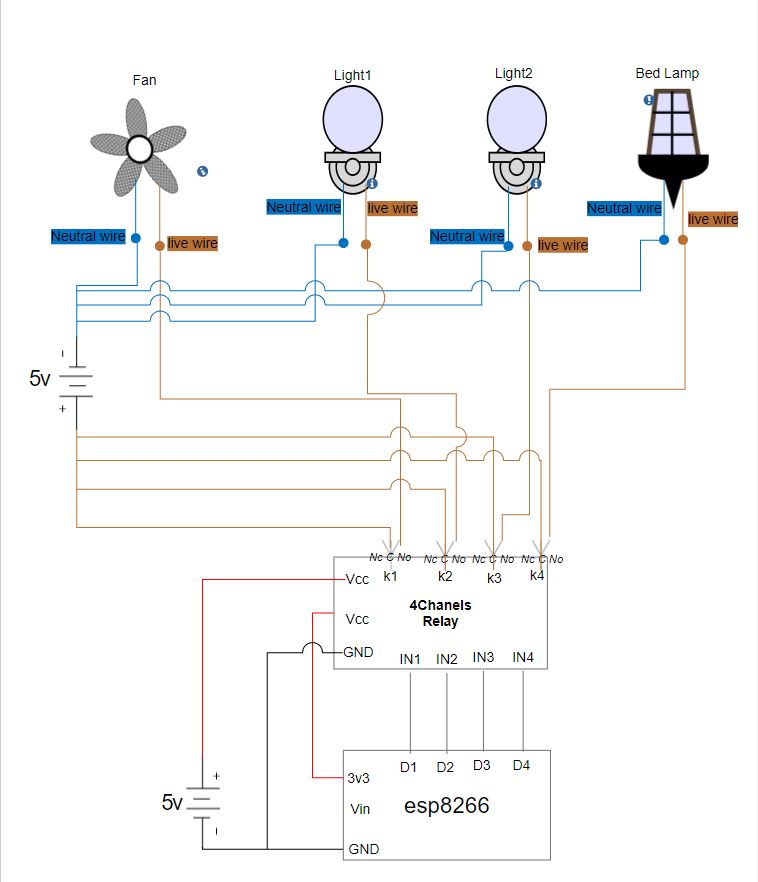 Fan
Light1
Light2
Bed Lamp
Neutral wire
live wire
Neutral wire
live wire
Neutral wire
live wire
Neutral wire
live wire
-
5v
+
Nc C No
Nc C No
Nc C No
Nc C No
k1
k2
k3
k4
Vcc
4Chanels
Relay
Vcc
GND
IN1
IN2
IN3
IN4
D1
D2
D3
D4
+
5v
-
3v3
Vin
esp8266
GND